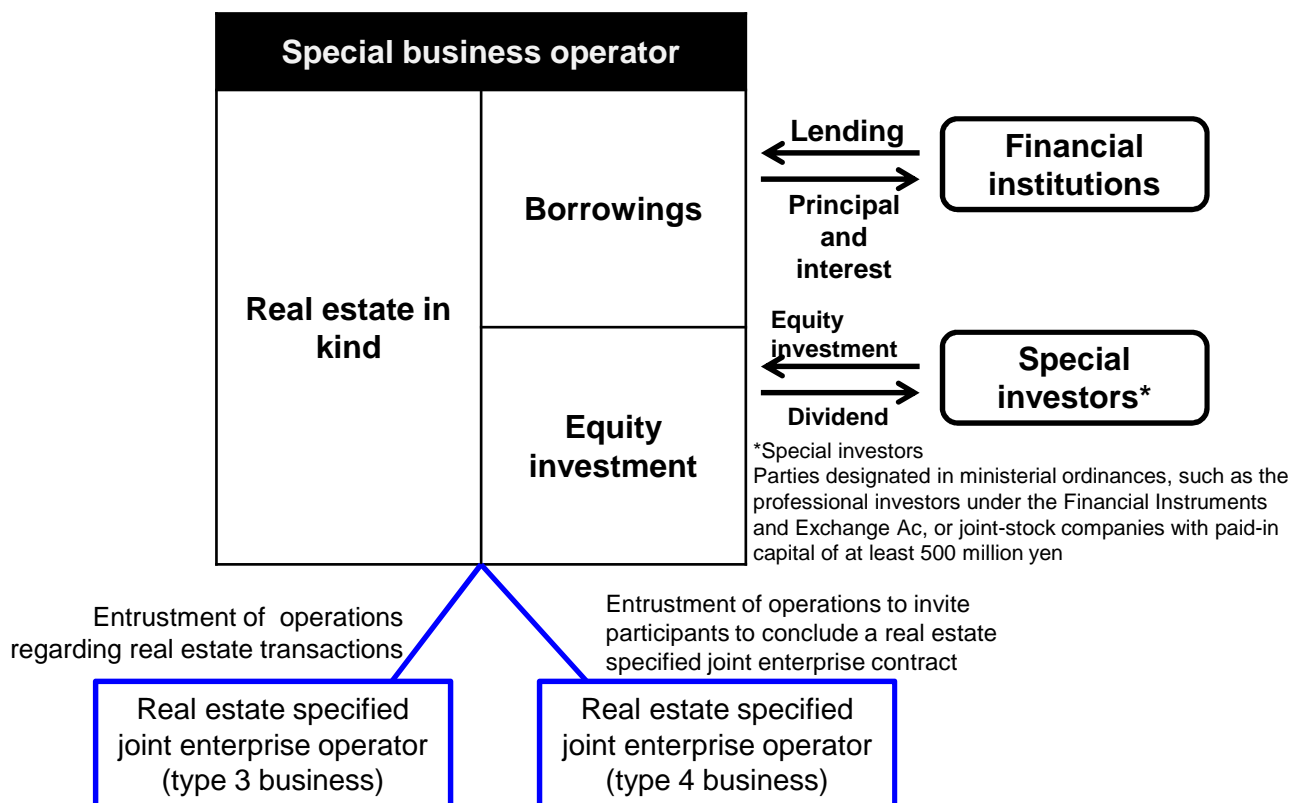 Special business operator
Real estate in
kind
Borrowings
Equity
investment
Lending
Principal
and
interest
Financial
institutions
Equity
investment
Dividend
Special
investors*
*Special investors
Parties designated in ministerial ordinances, such as the
professional investors under the Financial Instruments
and Exchange Ac, or joint-stock companies with paid-in
capital of at least 500 million yen
Entrustment of operations
regarding real estate transactions
Entrustment of operations to invite
participants to conclude a real estate
specified joint enterprise contract
Real estate specified
joint enterprise operator
(type 3 business)
Real estate specified
joint enterprise operator
(type 4 business)